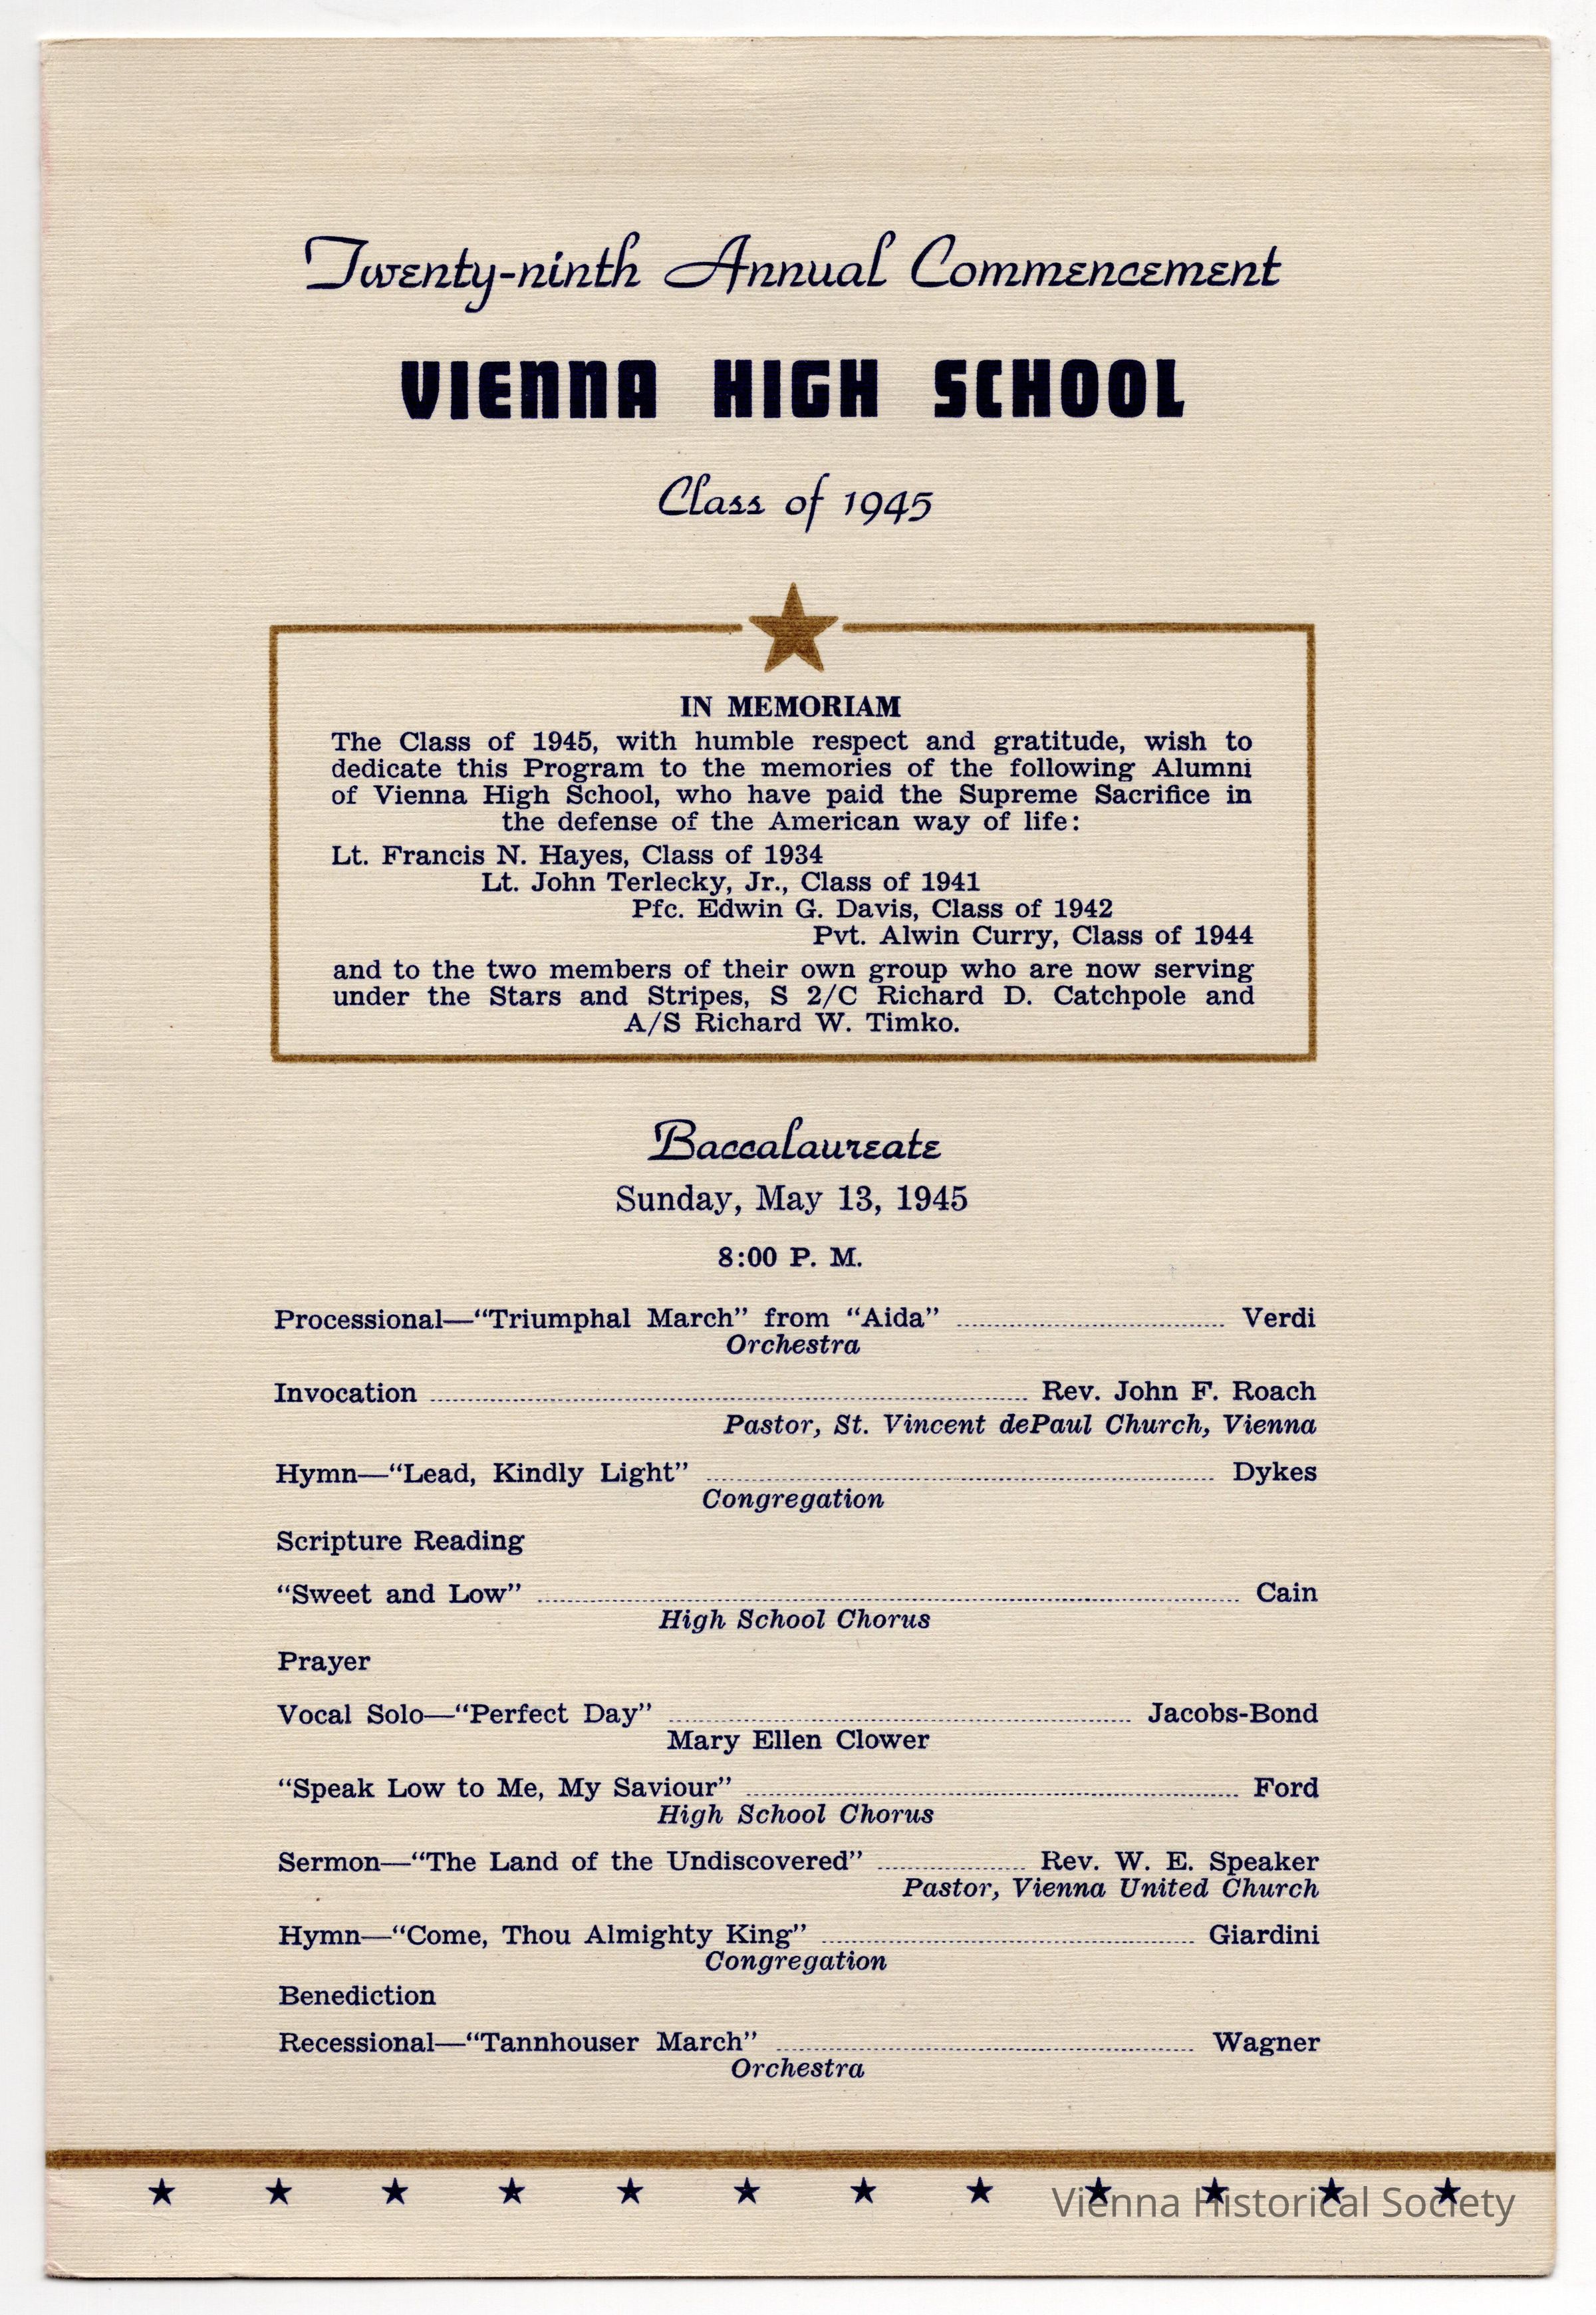 Twenty-ninth Annual Commencement
VIENNA HIGH SCHOOL
Class of 1945
IN MEMORIAM
The Class of 1945, with humble respect and gratitude, wish to
dedicate this Program to the memories of the following Alumni
of Vienna High School, who have paid the Supreme Sacrifice in
the defense of the American way of life:
Lt. Francis N. Hayes, Class of 1934
Lt. John Terlecky, Jr., Class of 1941
Pfc. Edwin G. Davis, Class of 1942
Pvt. Alwin Curry, Class of 1944
and to the two members of their own group who are now serving
under the Stars and Stripes, S 2/C Richard D. Catchpole and
A/S Richard W. Timko.
Baccalaureate
Sunday, May 13, 1945
8:00 P. M.
Processional—“Triumphal March” from “Aida” ........ Verdi
Orchestra
Invocation ........ Rev. John F. Roach
Pastor, St. Vincent dePaul Church, Vienna
Hymn—“Lead, Kindly Light” ........ Dykes
Congregation
Scripture Reading
“Sweet and Low” ........ Cain
High School Chorus
Prayer
Vocal Solo—“Perfect Day” ........ Jacobs-Bond
Mary Ellen Clower
“Speak Low to Me, My Saviour” ........ Ford
High School Chorus
Sermon—“The Land of the Undiscovered” ........ Rev. W. E. Speaker
Pastor, Vienna United Church
Hymn—“Come, Thou Almighty King” ........ Giardini
Congregation
Benediction
Recessional—“Tannhouser March” ........ Wagner
Orchestra
Vienna Historical Society